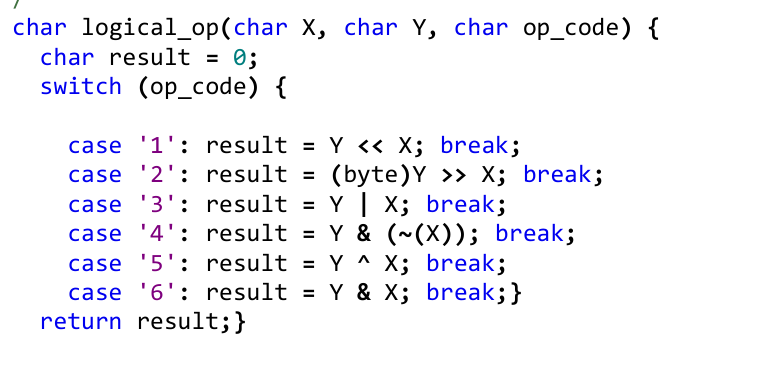 char logical_op(char X, char Y, char op_code) {
  char result = 0;
  switch (op_code) {
    case '1': result = Y << X; break;
    case '2': result = (byte)Y >> X; break;
    case '3': result = Y | X; break;
    case '4': result = Y & (~(X)); break;
    case '5': result = Y ^ X; break;
    case '6': result = Y & X; break;}
  return result;}